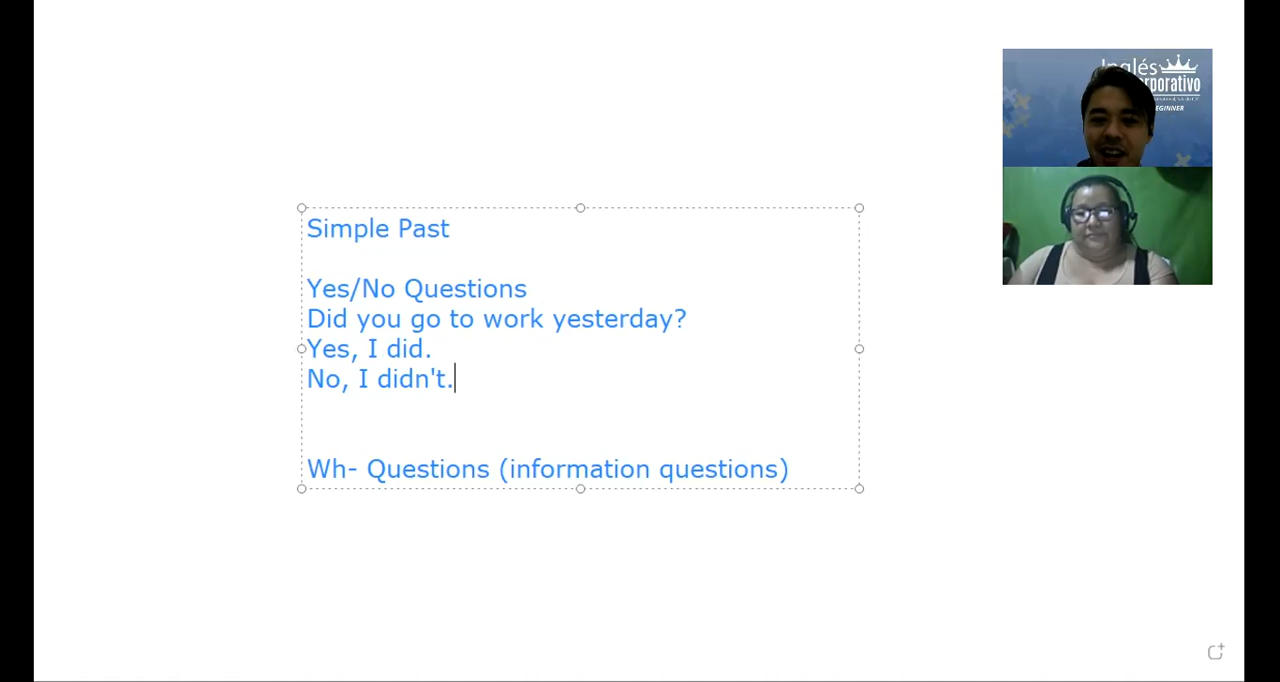 Simple Past
Yes/No Questions
Did you go to work yesterday?
Yes, I did.
No, I didn't.
Wh- Questions (information questions)
Inglés